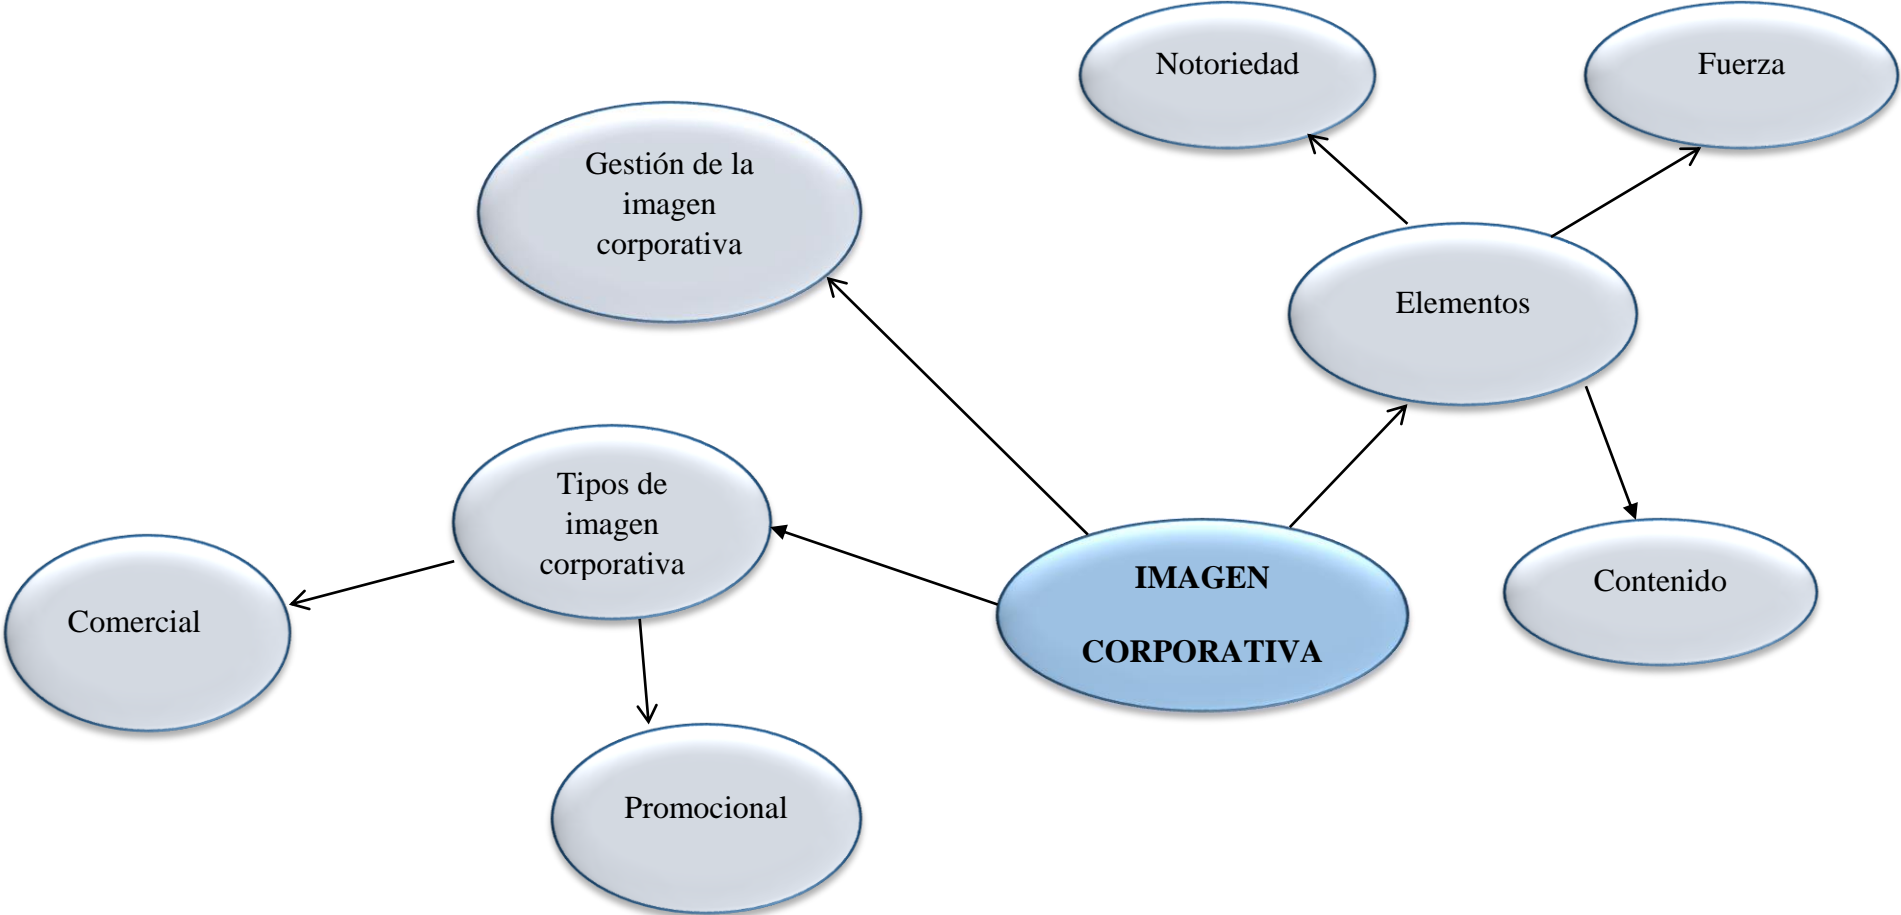 Notoriedad
Fuerza
Gestión de la
imagen
corporativa
Elementos
Tipos de
imagen
corporativa
IMAGEN
CORPORATIVA
Contenido
Comercial
Promocional